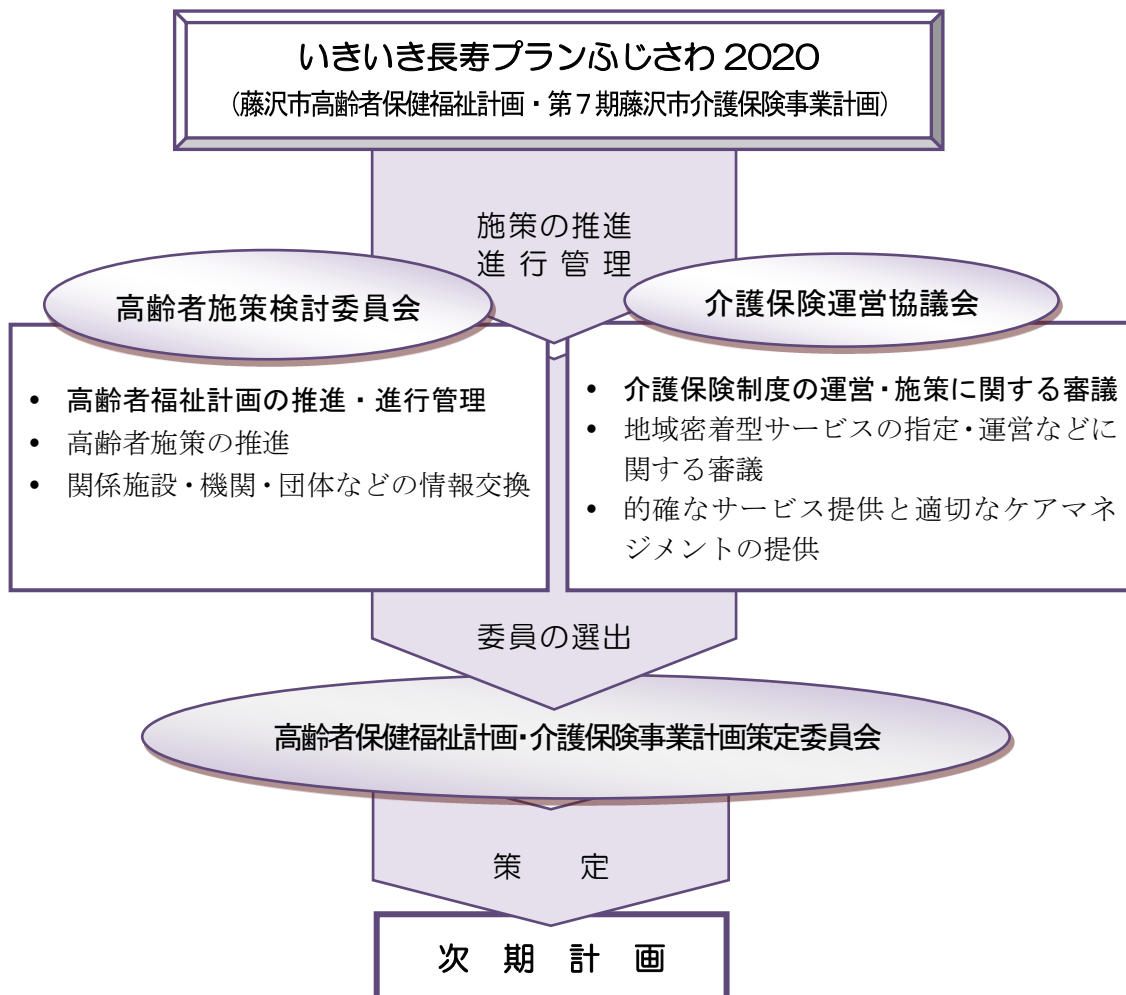 いきいき長寿プランふじさわ2020
（藤沢市高齢者保健福祉計画・第７期藤沢市介護保険事業計画）
施策の推進
進行管理
高齢者施策検討委員会
• 高齢者福祉計画の推進・進行管理
• 高齢者施策の推進
• 関係施設・機関・団体などの情報交換
介護保険運営協議会
• 介護保険制度の運営・施策に関する審議
• 地域密着型サービスの指定・運営などに
関する審議
• 的確なサービス提供と適切なケアマネ
ジメントの提供
委員の選出
高齢者保健福祉計画・介護保険事業計画策定委員会
策　定
次　期　計　画